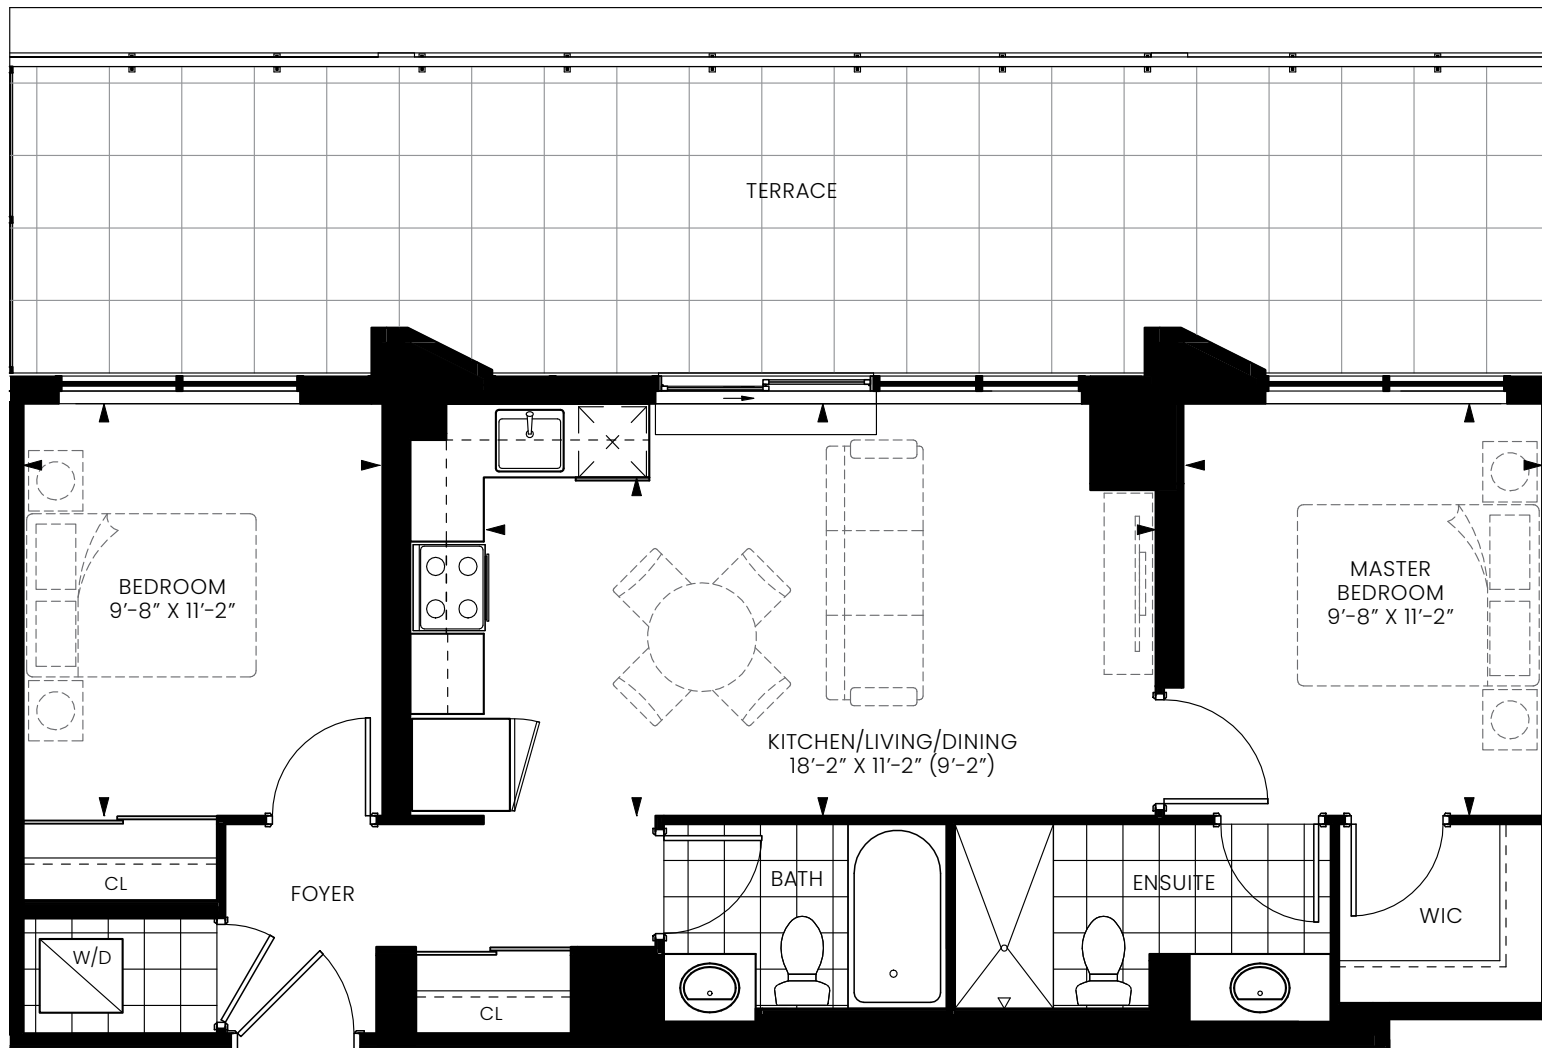 TERRACE
BEDROOM
9'-8" X 11'-2"
MASTER
BEDROOM
9'-8" X 11'-2"
KITCHEN/LIVING/DINING
18'-2" X 11'-2" (9'-2")
CL
FOYER
BATH
ENSUITE
WIC
W/D
CL